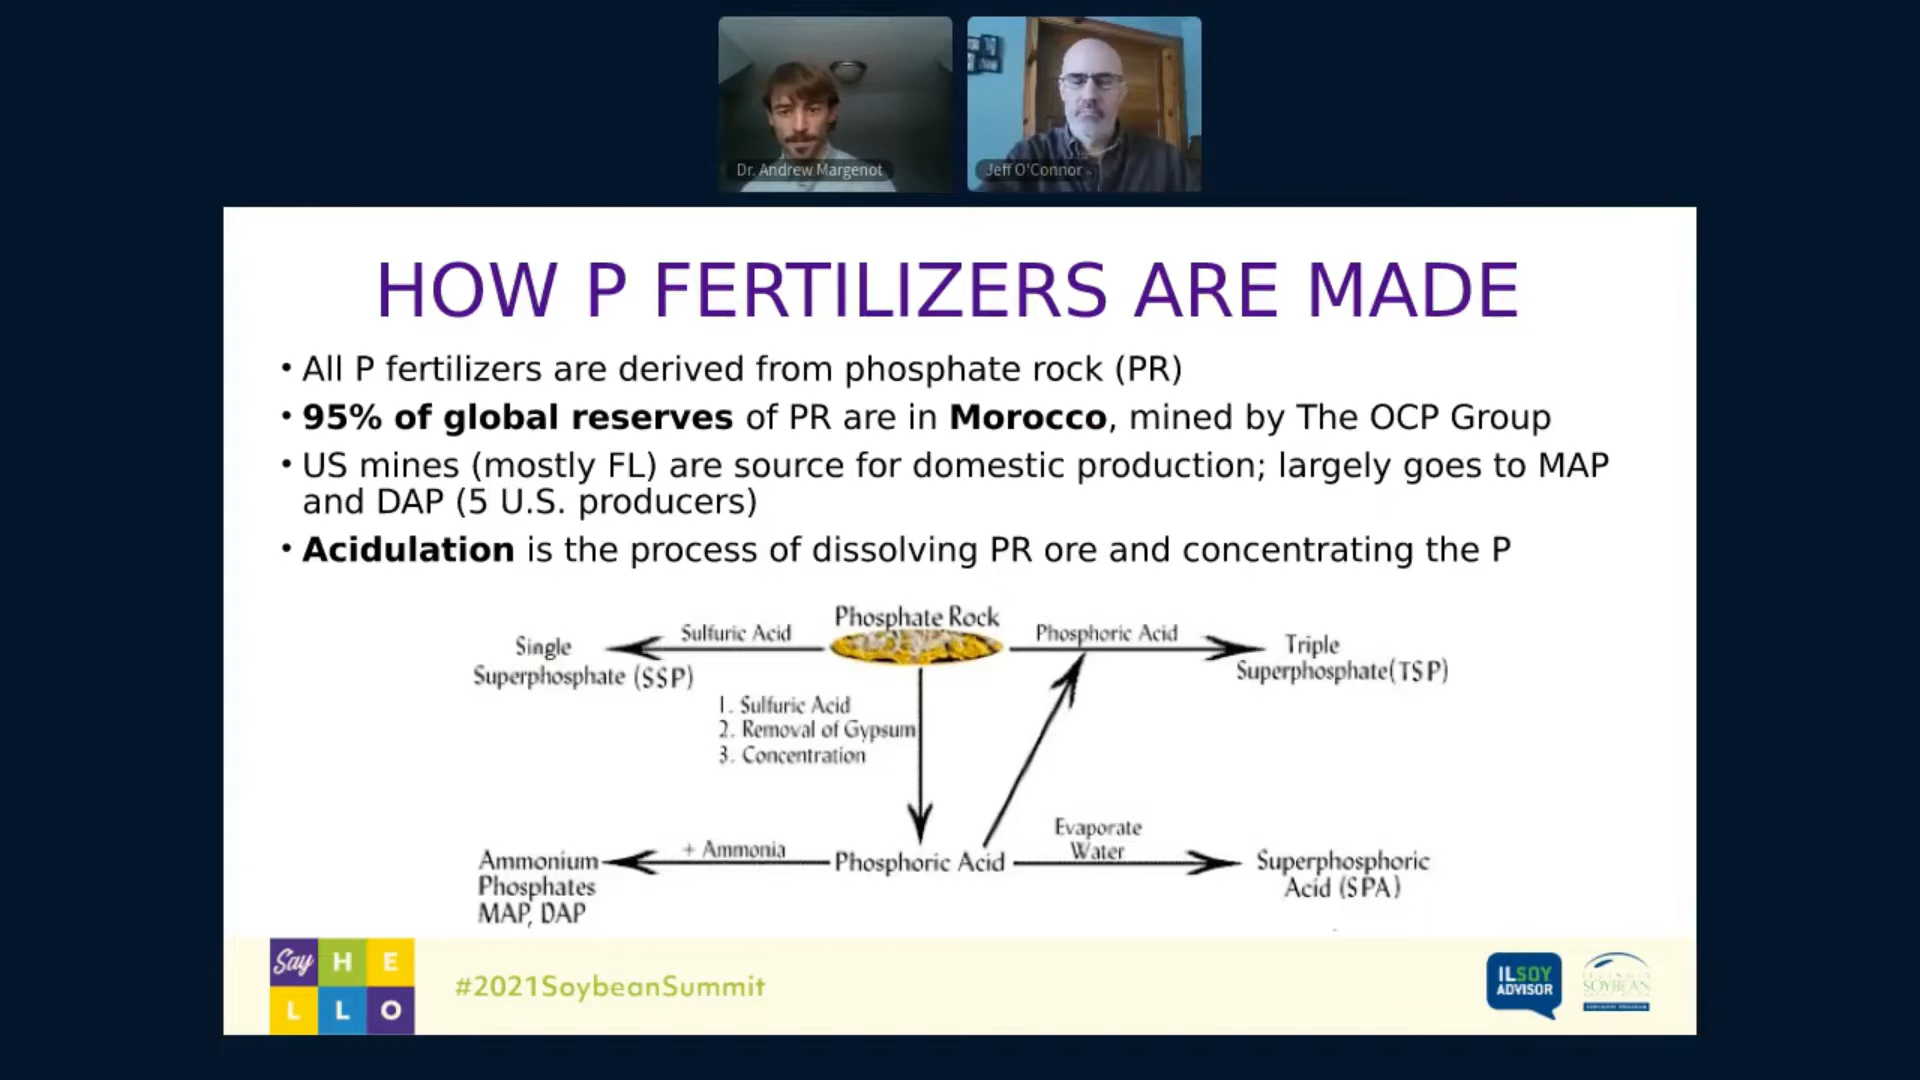 Dr. Andrew Margenot
Jeff O'Connor
HOW P FERTILIZERS ARE MADE
• All P fertilizers are derived from phosphate rock (PR)
• 95% of global reserves of PR are in Morocco, mined by The OCP Group
• US mines (mostly FL) are source for domestic production; largely goes to MAP
and DAP (5 U.S. producers)
• Acidulation is the process of dissolving PR ore and concentrating the P
Phosphate Rock
Sulfuric Acid
Phosphoric Acid
Single
Superphosphate (SSP)
Triple
Superphosphate(TSP)
1. Sulfuric Acid
2. Removal of Gypsum
3. Concentration
Evaporate
Water
+ Ammonia
Ammonium
Phosphates
MAP, DAP
Phosphoric Acid
Superphosphoric
Acid (SPA)
Say H E
L L O
#2021SoybeanSummit
ILSOY
ADVISOR
SOYBEAN